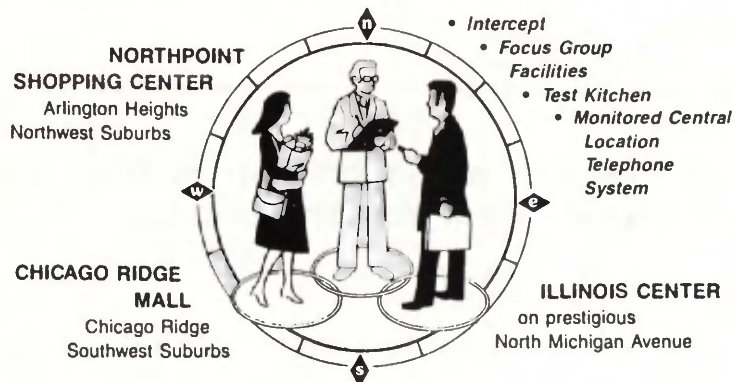 n
NORTHPOINT
SHOPPING CENTER
Arlington Heights
Northwest Suburbs
• Intercept
• Focus Group
Facilities
• Test Kitchen
• Monitored Central
Location
Telephone
System
w
e
CHICAGO RIDGE
MALL
Chicago Ridge
Southwest Suburbs
ILLINOIS CENTER
on prestigious
North Michigan Avenue
s